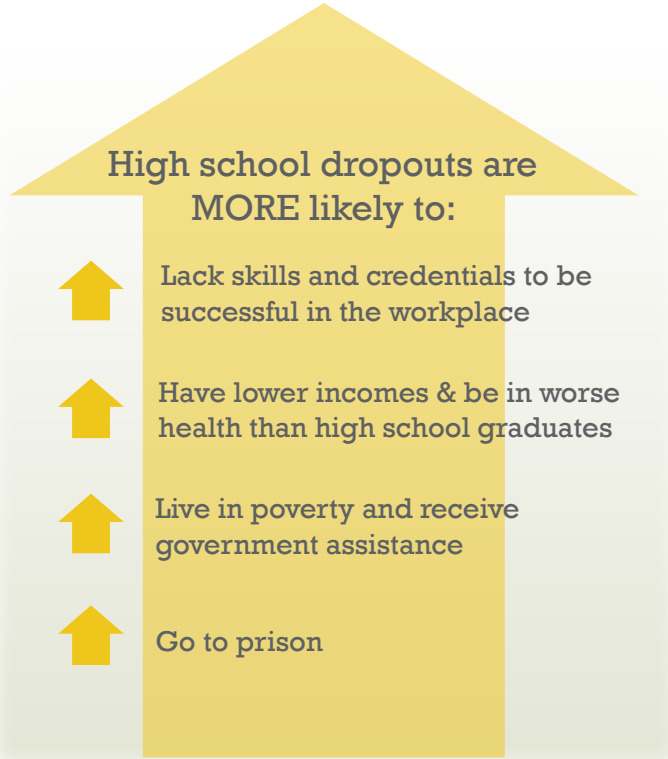 High school dropouts are
MORE likely to:
Lack skills and credentials to be
successful in the workplace
Have lower incomes & be in worse
health than high school graduates
Live in poverty and receive
government assistance
Go to prison